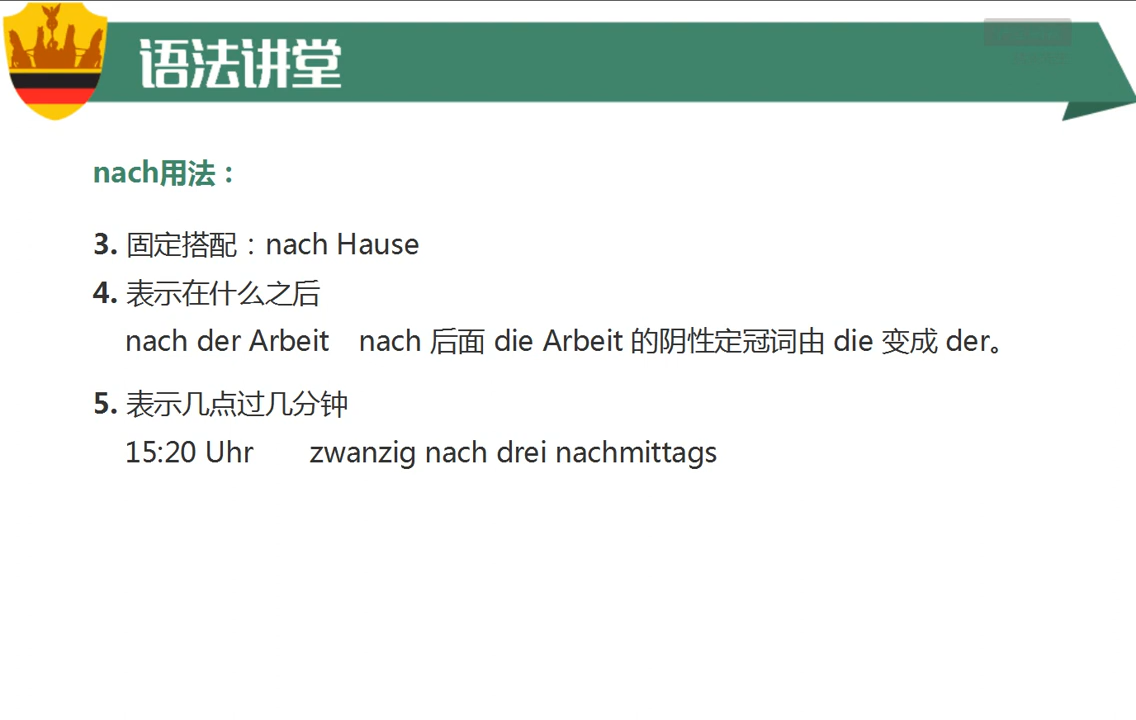 语法讲堂
nach用法：
3. 固定搭配：nach Hause
4. 表示在什么之后
nach der Arbeit nach 后面 die Arbeit 的阴性定冠词由 die 变成 der。
5. 表示几点过几分钟
15:20 Uhr zwanzig nach drei nachmittags